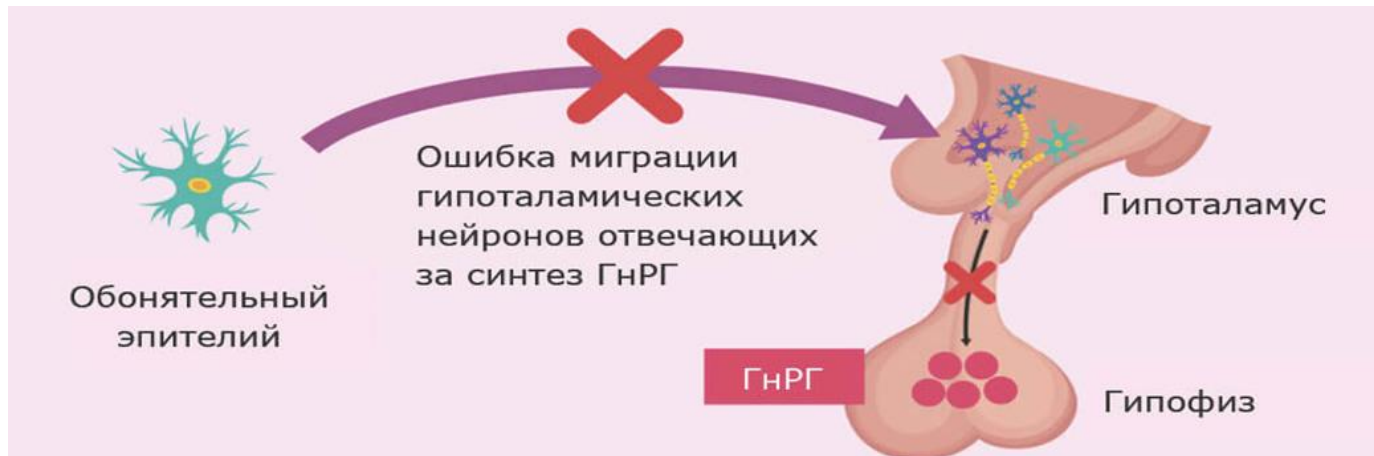 Ошибка миграции
гипоталамических
нейронов отвечающих
за синтез ГнРГ
Обонятельный
эпителий
Гипоталамус
ГнРГ
Гипофиз